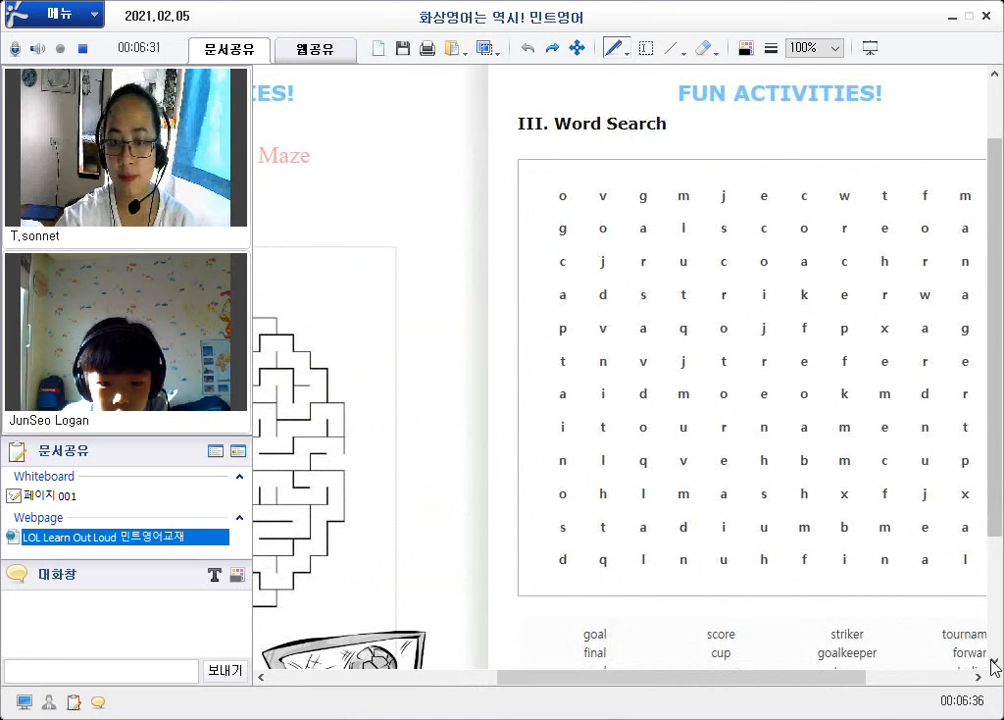 메뉴
2021,02,05
화상영어는 역시! 민트영어
00:06:31
문서공유
웹공유
100%
T,sonnet
JunSeo Logan
문서공유
Whiteboard
페이지 001
Webpage
LOL Learn Out Loud 민트영어교재
대화창
보내기
IES!
Maze
FUN ACTIVITIES!
III. Word Search
o v g m j e c w t f m
g o a l s c o r e o a
c j r u c o a c h r n
a d s t r i k e r w a
p v a q o j f p x a g
t n v j t r e f e r e
a i d m o e o k m d r
i t o u r n a m e n t
n l q v e h b m c u p
o h l m a s h x f j x
s t a d i u m b m e a
d q l n u h f i n a l
goal score striker tournam
final cup goalkeeper forwar
00:06:36